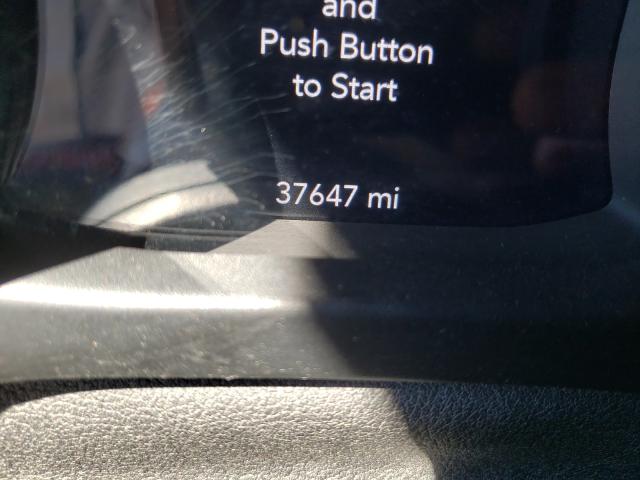 and
Push Button
to Start
37647 mi